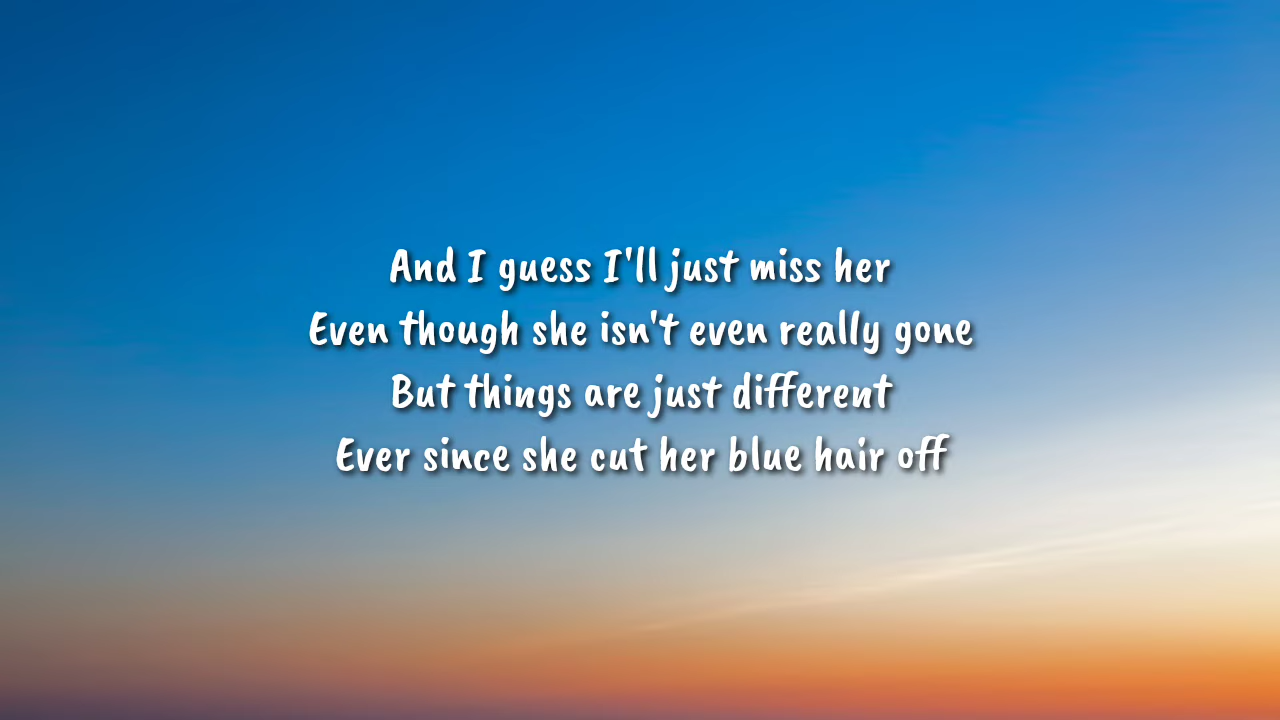 And I guess I'll just miss her
Even though she isn't even really gone
But things are just different
Ever since she cut her blue hair off